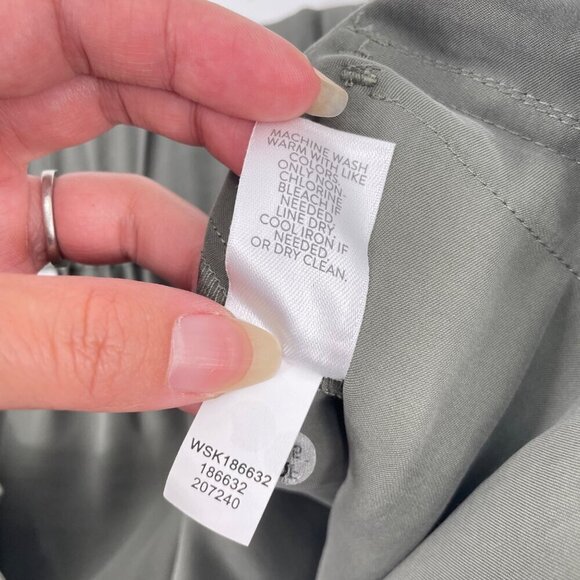 MACHINE WASH
WARM WITH LIKE
COLORS.
ONLY NON-
CHLORINE
BLEACH IF
NEEDED.
LINE DRY.
COOL IRON IF
NEEDED.
OR DRY CLEAN.
WSK186632
186632
207240